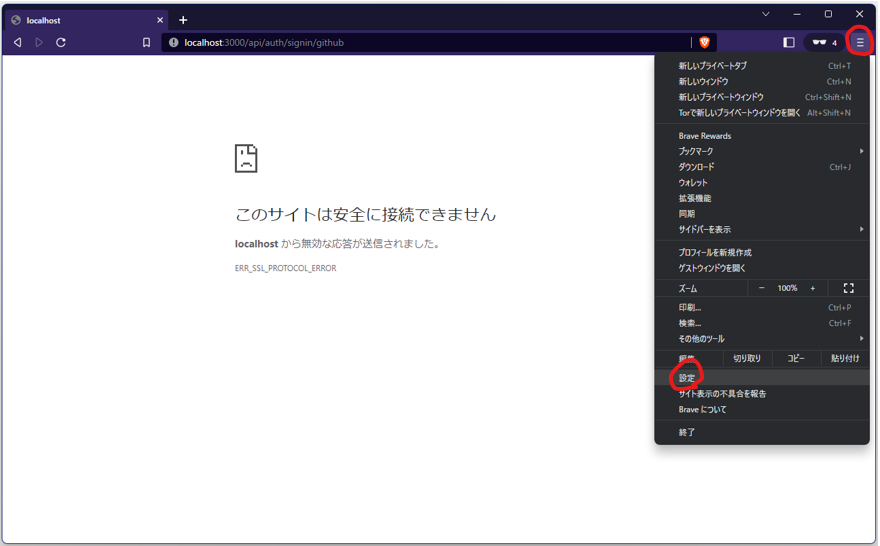 localhost
localhost:3000/api/auth/signin/github
4
新しいプライベートタブ Ctrl+T
新しいウィンドウ Ctrl+N
新しいプライベートウィンドウ Ctrl+Shift+N
Torで新しいプライベートウィンドウを開く Alt+Shift+N
Brave Rewards
ブックマーク
ダウンロード Ctrl+J
ウォレット
拡張機能
同期
サイドバーを表示
プロフィールを新規作成
ゲストウィンドウを開く
ズーム − 100% +
印刷... Ctrl+P
検索... Ctrl+F
その他のツール
編集 切り取り コピー 貼り付け
設定
サイト表示の不具合を報告
Brave について
終了
このサイトは安全に接続できません
localhost から無効な応答が送信されました。
ERR_SSL_PROTOCOL_ERROR